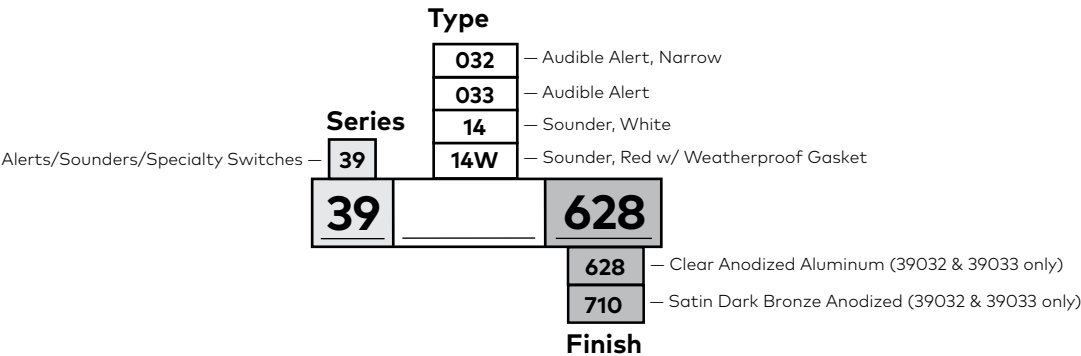 Type
032 — Audible Alert, Narrow
033 — Audible Alert
Series
14 — Sounder, White
Alerts/Sounders/Specialty Switches — 39
14W — Sounder, Red w/ Weatherproof Gasket
39 628
628 — Clear Anodized Aluminum (39032 & 39033 only)
710 — Satin Dark Bronze Anodized (39032 & 39033 only)
Finish